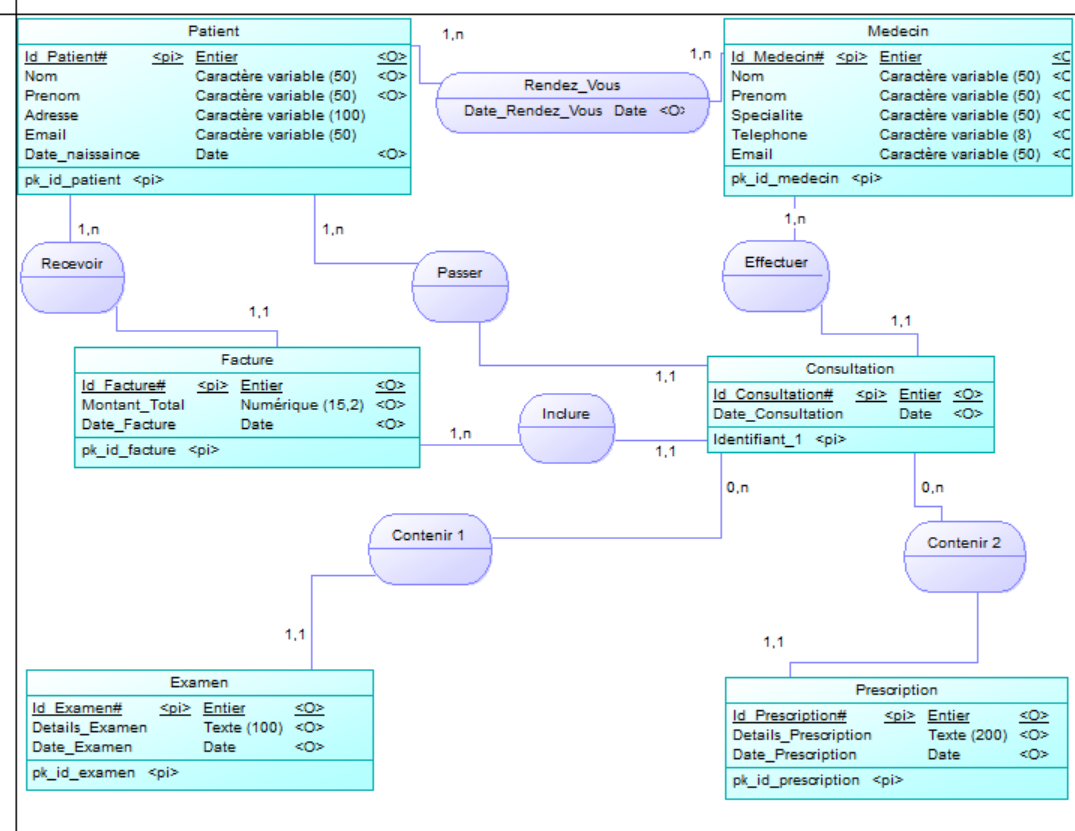 Patient
Id_Patient# <pi> Entier <O>
Nom Caractère variable (50) <O>
Prenom Caractère variable (50) <O>
Adresse Caractère variable (100)
Email Caractère variable (50)
Date_naissaince Date <O>
pk_id_patient <pi>
1,n
1,n
Rendez_Vous
Date_Rendez_Vous Date <O>
Medecin
Id_Medecin# <pi> Entier <O
Nom Caractère variable (50) <O
Prenom Caractère variable (50) <O
Specialite Caractère variable (50) <O
Telephone Caractère variable (8) <O
Email Caractère variable (50) <O
pk_id_medecin <pi>
1,n
1,n
1,n
Recevoir
Passer
Effectuer
1,1
1,1
1,1
Facture
Id_Facture# <pi> Entier <O>
Montant_Total Numérique (15,2) <O>
Date_Facture Date <O>
pk_id_facture <pi>
1,n
Inclure
1,1
Consultation
Id_Consultation# <pi> Entier <O>
Date_Consultation Date <O>
Identifiant_1 <pi>
0,n
0,n
Contenir 1
Contenir 2
1,1
1,1
Examen
Id_Examen# <pi> Entier <O>
Details_Examen Texte (100) <O>
Date_Examen Date <O>
pk_id_examen <pi>
Prescription
Id_Prescription# <pi> Entier <O>
Details_Prescription Texte (200) <O>
Date_Prescription Date <O>
pk_id_prescription <pi>